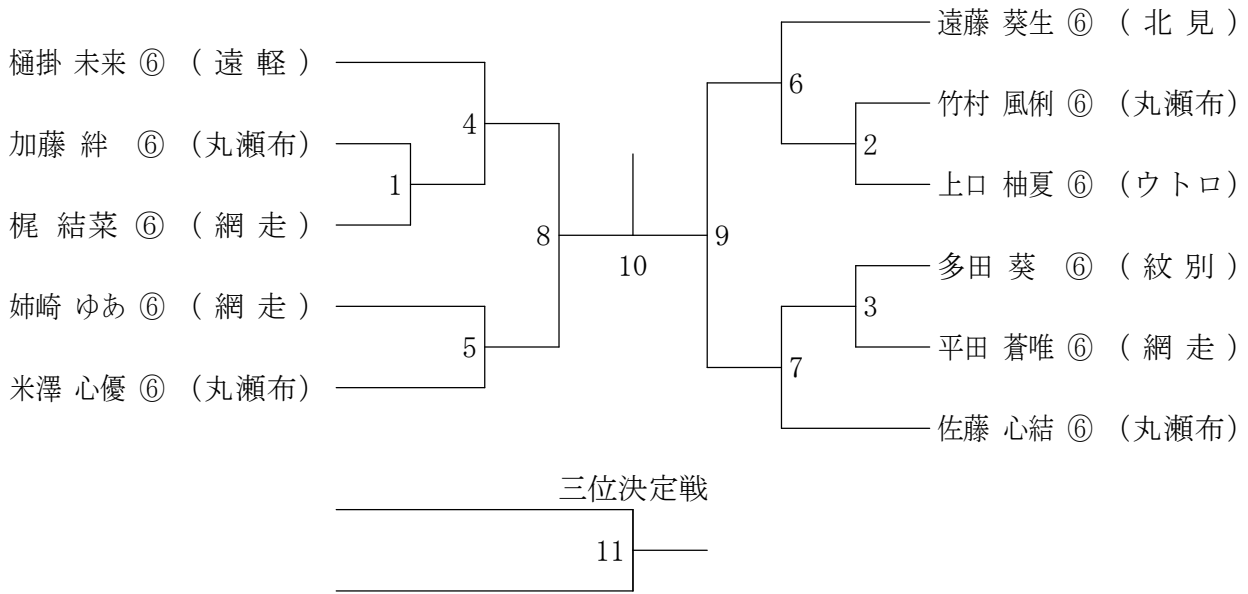 樋掛 未来 ⑥ ( 遠 軽 )
加藤 絆 ⑥ (丸瀬布)
梶 結菜 ⑥ ( 網 走 )
姉崎 ゆあ ⑥ ( 網 走 )
米澤 心優 ⑥ (丸瀬布)
4
1
8
5
10
9
6
2
3
7
遠藤 葵生 ⑥ ( 北 見 )
竹村 風俐 ⑥ (丸瀬布)
上口 柚夏 ⑥ (ウトロ)
多田 葵 ⑥ ( 紋 別 )
平田 蒼唯 ⑥ ( 網 走 )
佐藤 心結 ⑥ (丸瀬布)
三位決定戦
11